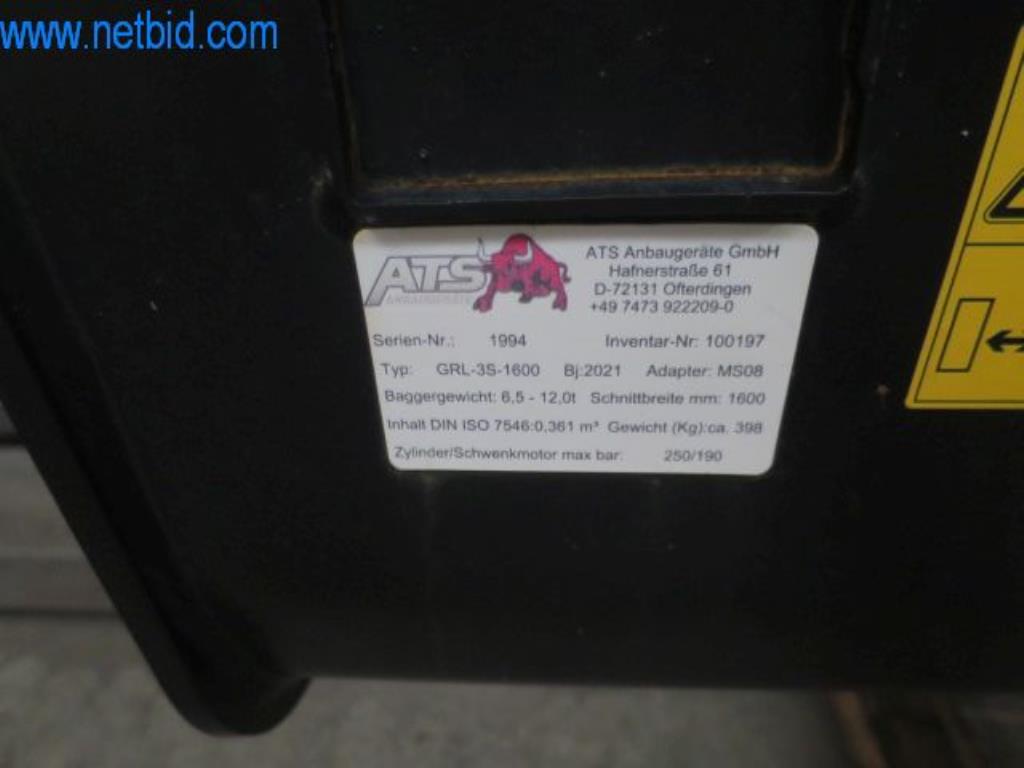 www.netbid.com
ATS
ANBAUGERÄTE
ATS Anbaugeräte GmbH
Hafnerstraße 61
D-72131 Ofterdingen
+49 7473 922209-0
Serien-Nr.: 1994 Inventar-Nr: 100197
Typ: GRL-3S-1600 Bj:2021 Adapter: MS08
Baggergewicht: 6,5 - 12,0t Schnittbreite mm: 1600
Inhalt DIN ISO 7546:0,361 m³ Gewicht (Kg):ca. 398
Zylinder/Schwenkmotor max bar: 250/190